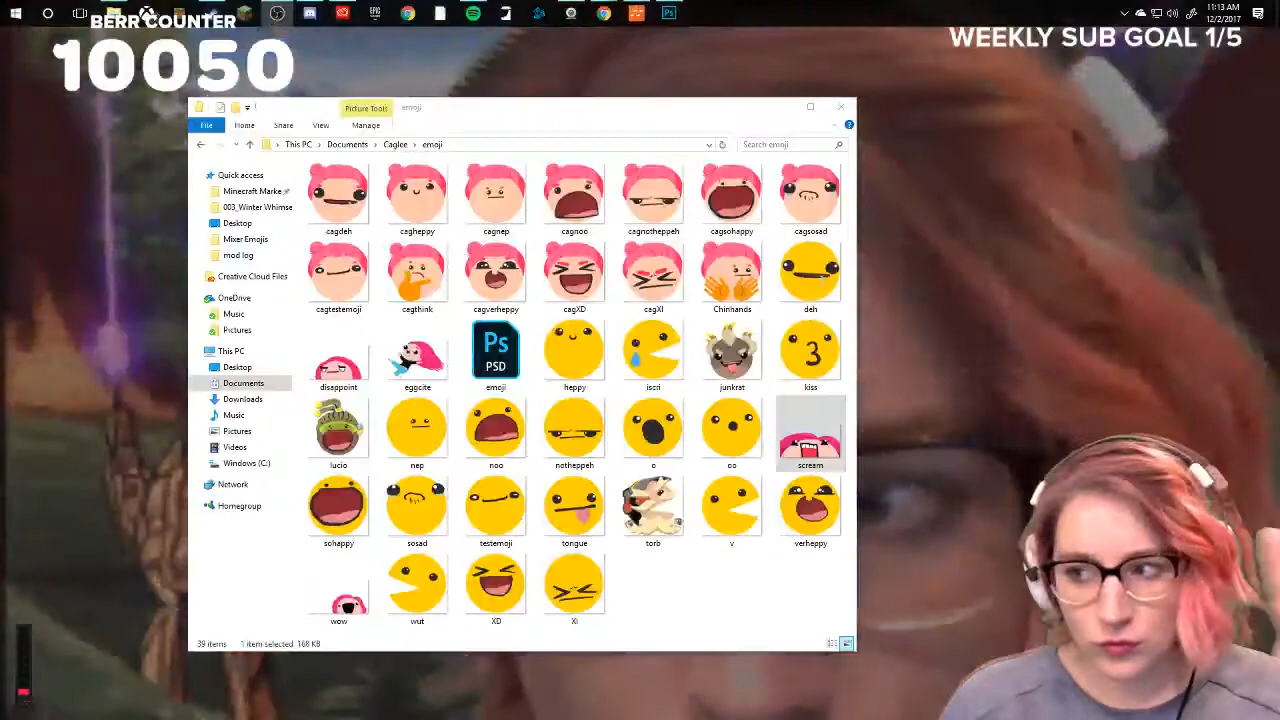 11:13 AM
12/2/2017
BERR COUNTER
10050
WEEKLY SUB GOAL 1/5
Picture Tools
emoji
File
Home
Share
View
Manage
This PC
Documents
Caglee
emoji
Search emoji
Quick access
Minecraft Marke
003_Winter Whimse
Desktop
Mixer Emojis
mod log
Creative Cloud Files
OneDrive
Music
Pictures
This PC
Desktop
Documents
Downloads
Music
Pictures
Videos
Windows (C:)
Network
Homegroup
cagdeh
cagheppy
cagnep
cagnoo
cagnotheppeh
cagsohappy
cagsosad
cagtestemoji
cagthink
cagverheppy
cagXD
cagXI
Chinhands
deh
Ps
PSD
3
disappoint
eggcite
emoji
heppy
iscri
junkrat
kiss
lucio
nep
noo
notheppeh
o
oo
scream
sohappy
sosad
testemoji
tongue
torb
v
verheppy
wow
wut
XD
XI
39 items
1 item selected 168 KB